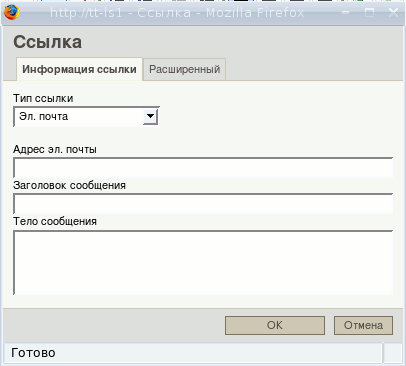 http://tt-ls1 - Ссылка - Mozilla Firefox
Ссылка
Информация ссылки Расширенный
Тип ссылки
Эл. почта
Адрес эл. почты
Заголовок сообщения
Тело сообщения
ОК Отмена
Готово